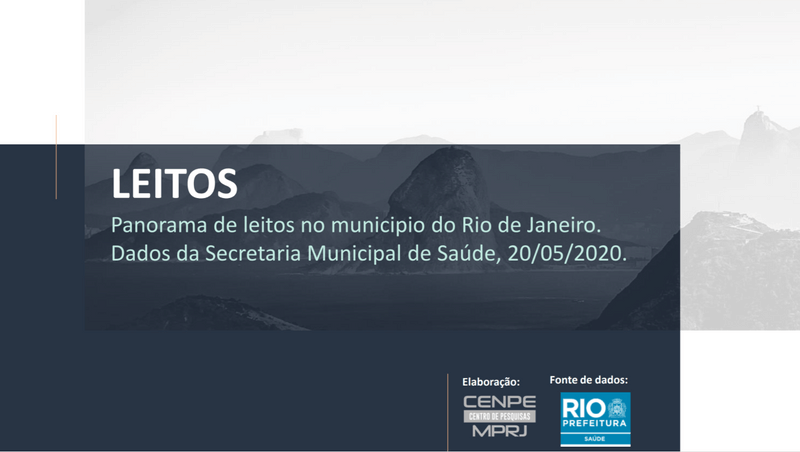 LEITOS
Panorama de leitos no municipio do Rio de Janeiro.
Dados da Secretaria Municipal de Saúde, 20/05/2020.
Elaboração:
CENPE
CENTRO DE PESQUISAS
MPRJ
Fonte de dados:
RIO
PREFEITURA
SAÚDE